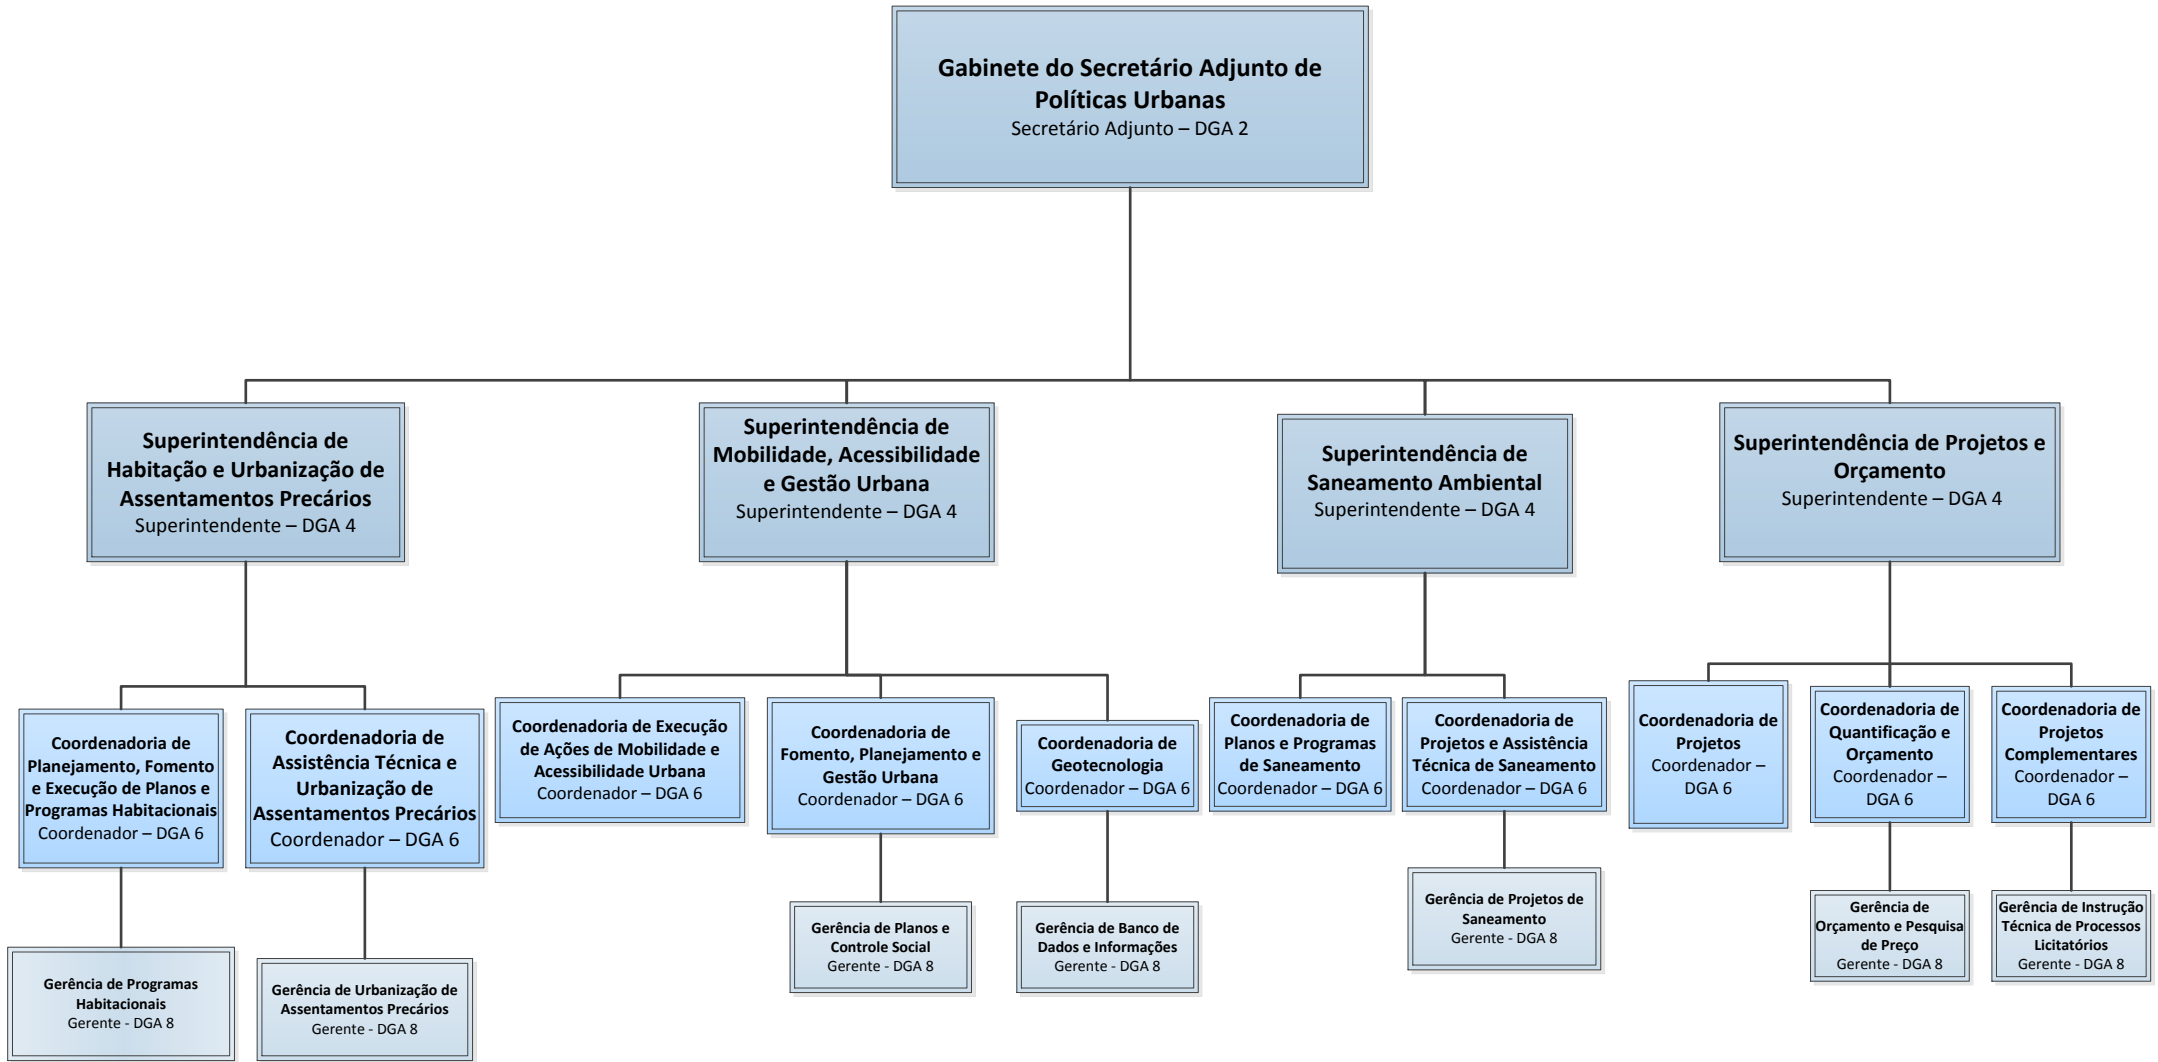 Gabinete do Secretário Adjunto de
Políticas Urbanas
Secretário Adjunto – DGA 2
Superintendência de
Habitação e Urbanização de
Assentamentos Precários
Superintendente – DGA 4
Superintendência de
Mobilidade, Acessibilidade
e Gestão Urbana
Superintendente – DGA 4
Superintendência de
Saneamento Ambiental
Superintendente – DGA 4
Superintendência de Projetos e
Orçamento
Superintendente – DGA 4
Coordenadoria de
Planejamento, Fomento
e Execução de Planos e
Programas Habitacionais
Coordenador – DGA 6
Coordenadoria de
Assistência Técnica e
Urbanização de
Assentamentos Precários
Coordenador – DGA 6
Coordenadoria de Execução
de Ações de Mobilidade e
Acessibilidade Urbana
Coordenador – DGA 6
Coordenadoria de
Fomento, Planejamento e
Gestão Urbana
Coordenador – DGA 6
Coordenadoria de
Geotecnologia
Coordenador – DGA 6
Coordenadoria de
Planos e Programas
de Saneamento
Coordenador – DGA 6
Coordenadoria de
Projetos e Assistência
Técnica de Saneamento
Coordenador – DGA 6
Coordenadoria de
Projetos
Coordenador –
DGA 6
Coordenadoria de
Quantificação e
Orçamento
Coordenador –
DGA 6
Coordenadoria de
Projetos
Complementares
Coordenador –
DGA 6
Gerência de Programas
Habitacionais
Gerente - DGA 8
Gerência de Urbanização de
Assentamentos Precários
Gerente - DGA 8
Gerência de Planos e
Controle Social
Gerente - DGA 8
Gerência de Banco de
Dados e Informações
Gerente - DGA 8
Gerência de Projetos de
Saneamento
Gerente - DGA 8
Gerência de
Orçamento e Pesquisa
de Preço
Gerente - DGA 8
Gerência de Instrução
Técnica de Processos
Licitatórios
Gerente - DGA 8